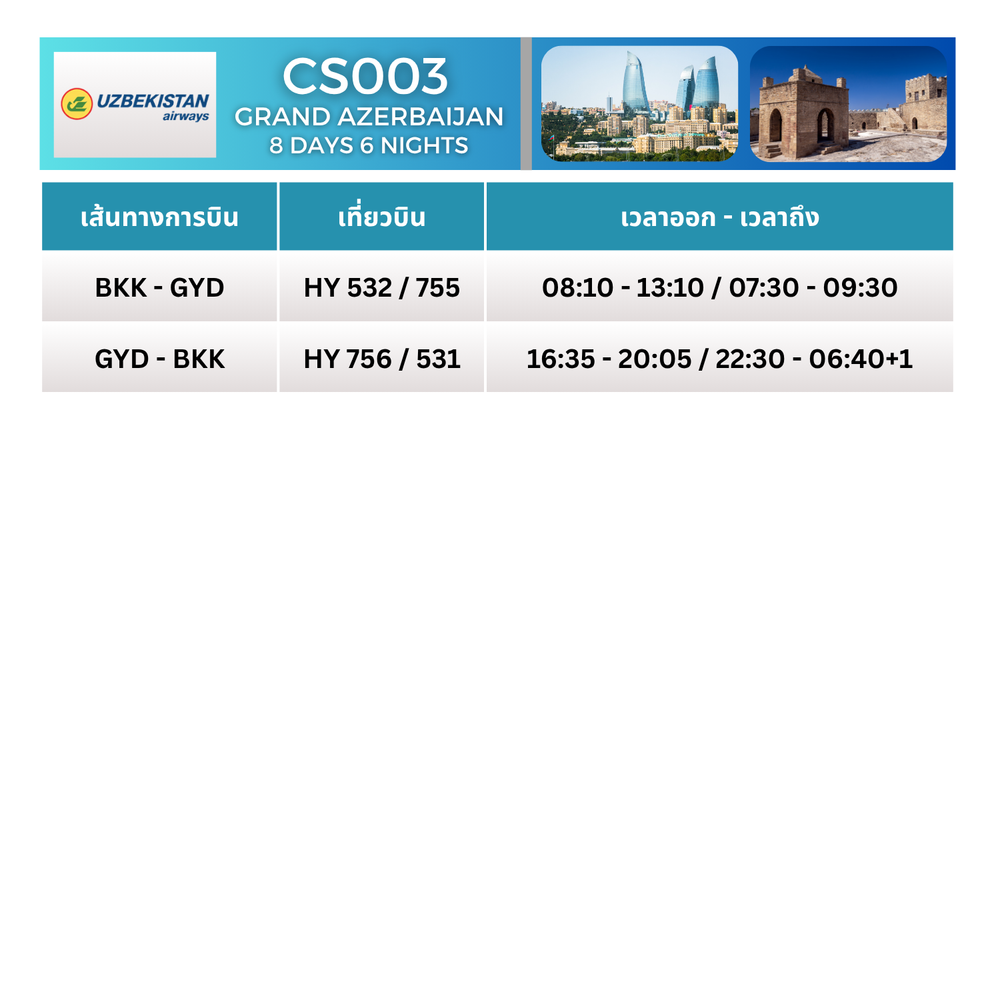 UZBEKISTAN
airways
CS003
GRAND AZERBAIJAN
8 DAYS 6 NIGHTS
เส้นทางการบิน เที่ยวบิน เวลาออก - เวลาถึง
BKK - GYD HY 532 / 755 08:10 - 13:10 / 07:30 - 09:30
GYD - BKK HY 756 / 531 16:35 - 20:05 / 22:30 - 06:40+1